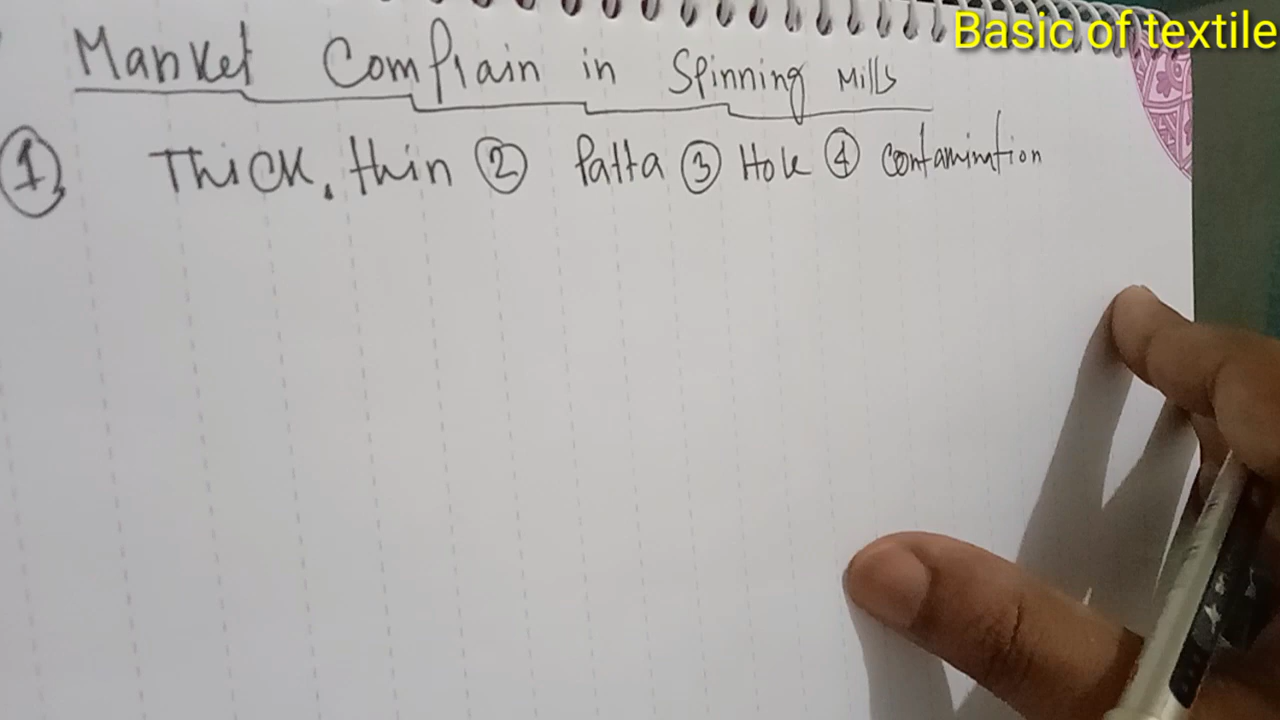 Basic of textile
Market Complain in Spinning Mills
① Thick, thin ② Patta ③ Hole ④ Contamination